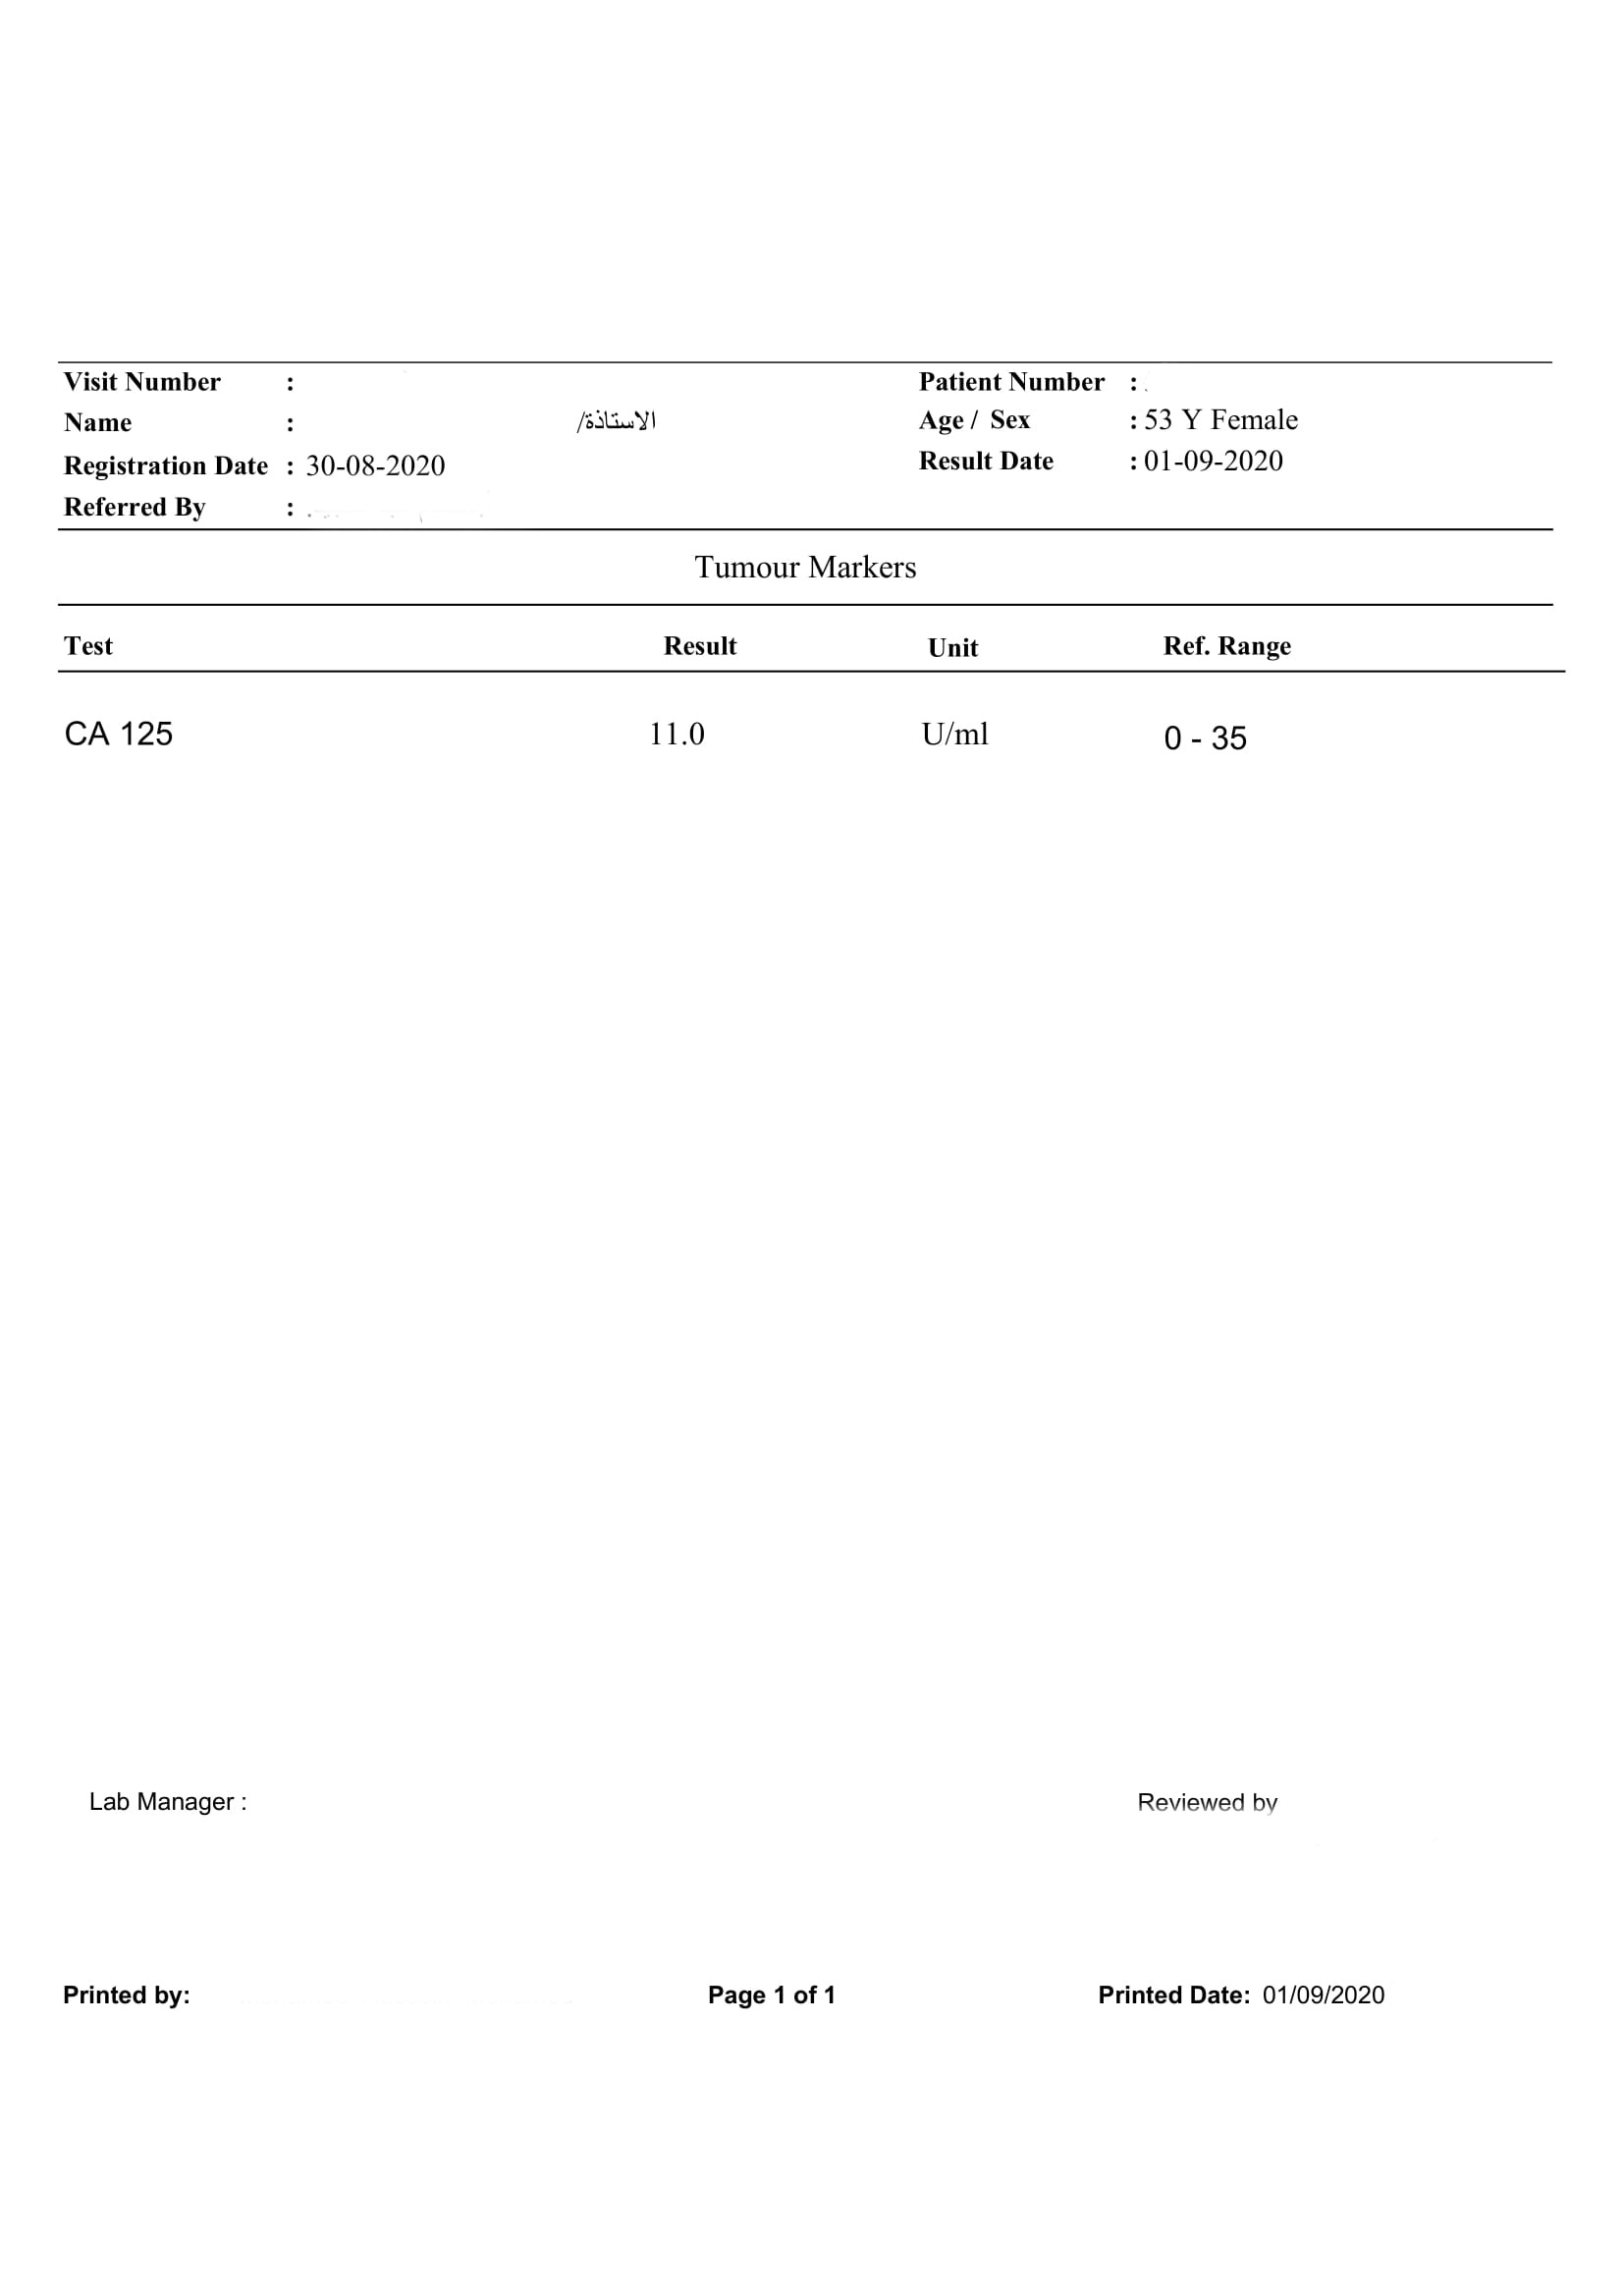 Visit Number : Patient Number :
Name : الاستاذة/ Age / Sex : 53 Y Female
Registration Date : 30-08-2020 Result Date : 01-09-2020
Referred By :
Tumour Markers
Test Result Unit Ref. Range
CA 125 11.0 U/ml 0 - 35
Lab Manager : Reviewed by
Printed by: Page 1 of 1 Printed Date: 01/09/2020